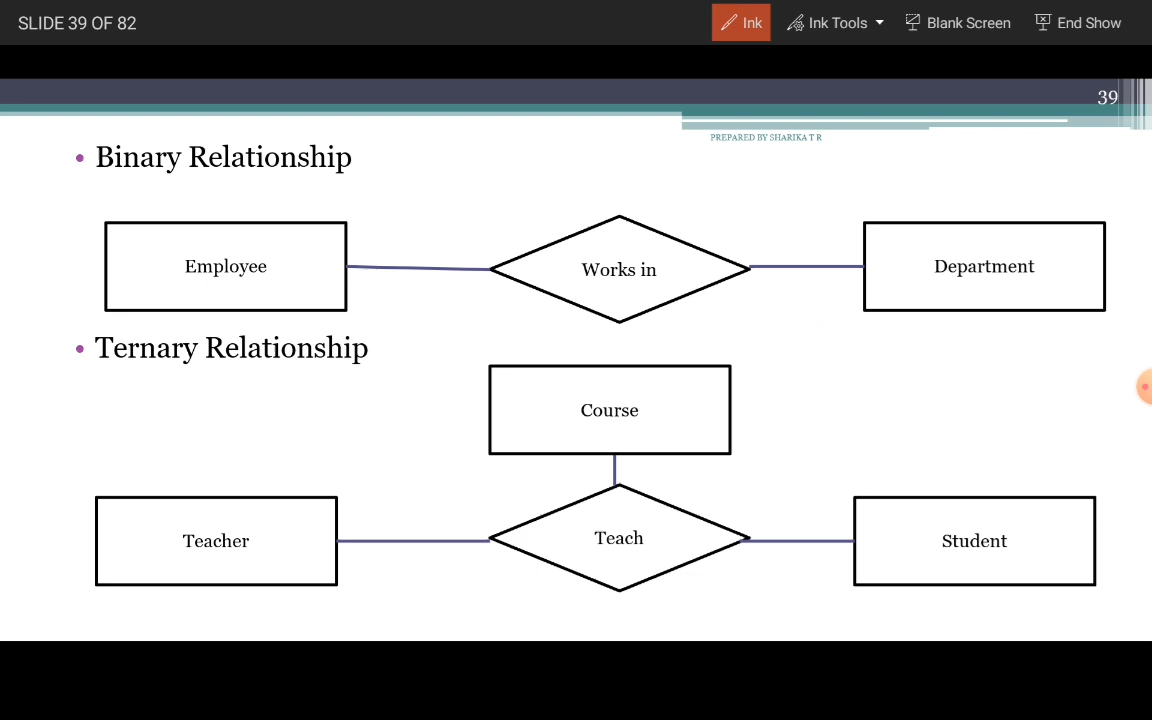 SLIDE 39 OF 82
Ink
Ink Tools
Blank Screen
End Show
39
PREPARED BY SHARIKA T R
• Binary Relationship
Employee
Works in
Department
• Ternary Relationship
Course
Teacher
Teach
Student